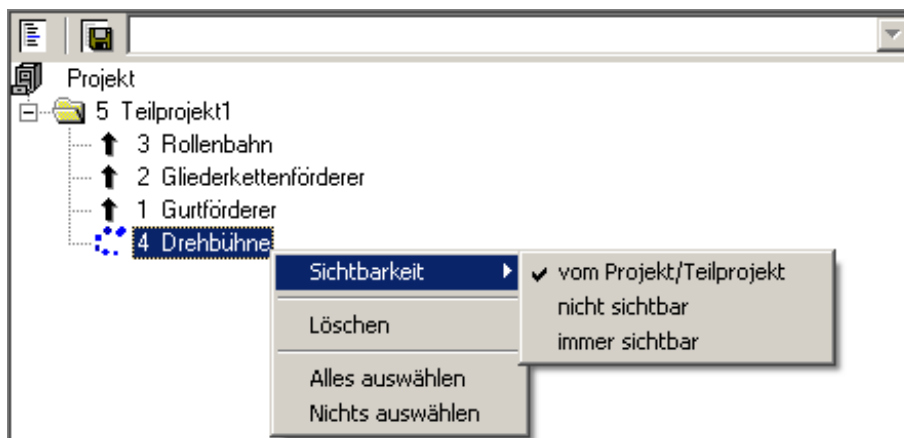 Projekt
5 Teilprojekt1
3 Rollenbahn
2 Gliederkettenförderer
1 Gurtförderer
4 Drehbühne
Sichtbarkeit
Löschen
Alles auswählen
Nichts auswählen
vom Projekt/Teilprojekt
nicht sichtbar
immer sichtbar